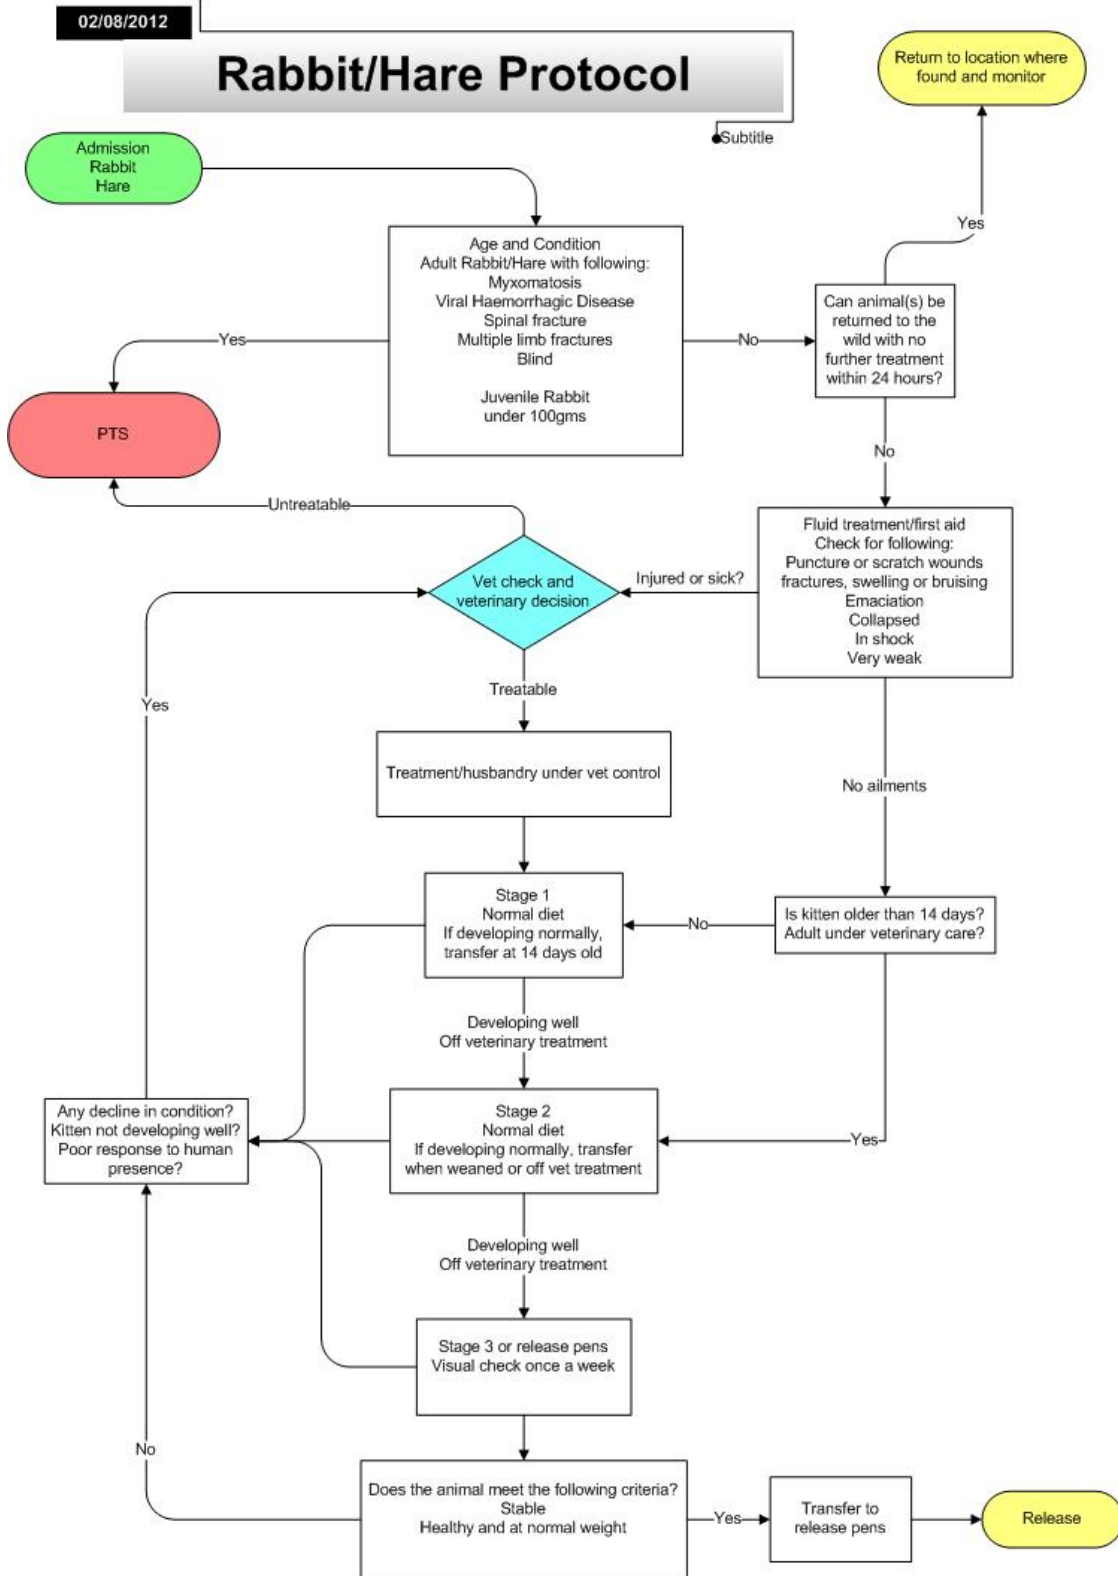 02/08/2012
Rabbit/Hare Protocol
Subtitle
Return to location where
found and monitor
Admission
Rabbit
Hare
Age and Condition
Adult Rabbit/Hare with following:
Myxomatosis
Viral Haemorrhagic Disease
Spinal fracture
Multiple limb fractures
Blind
Juvenile Rabbit
under 100gms
Yes
No
Can animal(s) be
returned to the
wild with no
further treatment
within 24 hours?
Yes
No
PTS
Untreatable
Vet check and
veterinary decision
Injured or sick?
Fluid treatment/first aid
Check for following:
Puncture or scratch wounds
fractures, swelling or bruising
Emaciation
Collapsed
In shock
Very weak
Treatable
Yes
Treatment/husbandry under vet control
No ailments
Stage 1
Normal diet
If developing normally,
transfer at 14 days old
No
Is kitten older than 14 days?
Adult under veterinary care?
Developing well
Off veterinary treatment
Any decline in condition?
Kitten not developing well?
Poor response to human
presence?
Stage 2
Normal diet
If developing normally, transfer
when weaned or off vet treatment
Yes
Developing well
Off veterinary treatment
Stage 3 or release pens
Visual check once a week
No
Does the animal meet the following criteria?
Stable
Healthy and at normal weight
Yes
Transfer to
release pens
Release